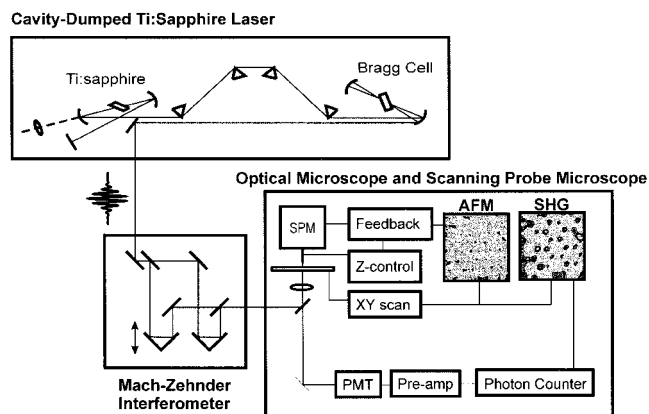 Cavity-Dumped Ti:Sapphire Laser
Ti:sapphire
Bragg Cell
Optical Microscope and Scanning Probe Microscope
AFM
SHG
SPM
Feedback
Z-control
XY scan
Mach-Zehnder
Interferometer
PMT
Pre-amp
Photon Counter